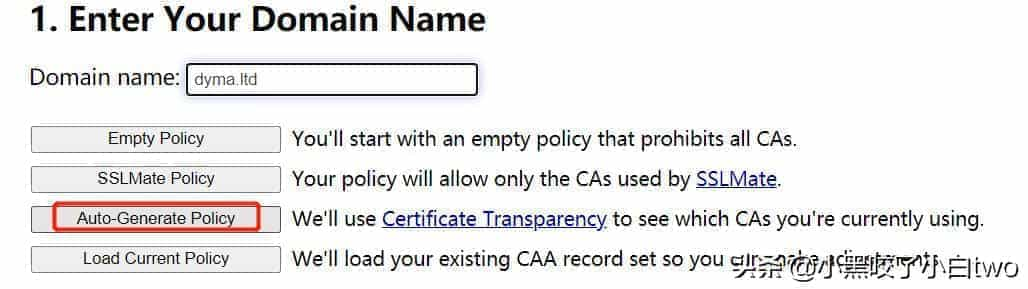 1. Enter Your Domain Name
Domain name: dyma.ltd
Empty Policy You'll start with an empty policy that prohibits all CAs.
SSLMate Policy Your policy will allow only the CAs used by SSLMate.
Auto-Generate Policy We'll use Certificate Transparency to see which CAs you're currently using.
Load Current Policy We'll load your existing CAA record set so you can make adjustments.
头条@小黑咬了小白two